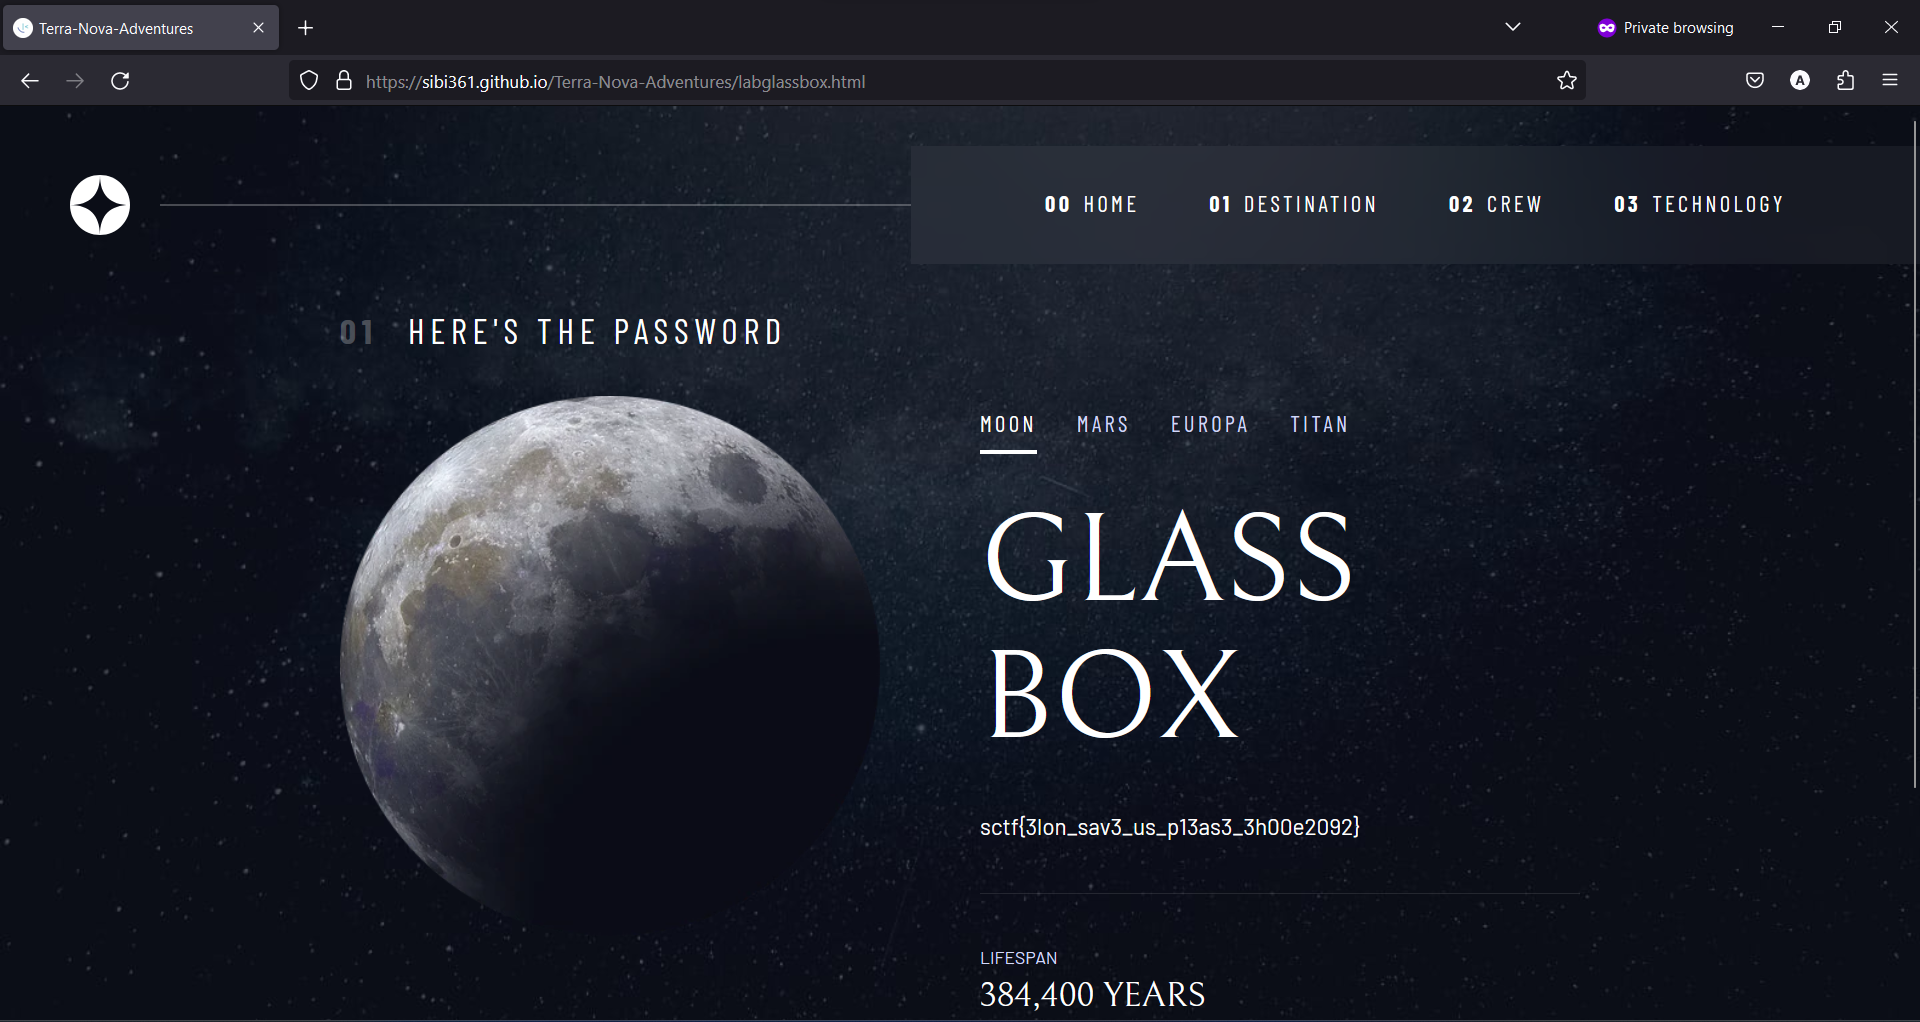 Terra-Nova-Adventures
Private browsing
https://sibi361.github.io/Terra-Nova-Adventures/labglassbox.html
A
00 HOME 01 DESTINATION 02 CREW 03 TECHNOLOGY
01 HERE'S THE PASSWORD
MOON MARS EUROPA TITAN
GLASS
BOX
sctf{3lon_sav3_us_p13as3_3h00e2092}
LIFESPAN
384,400 YEARS